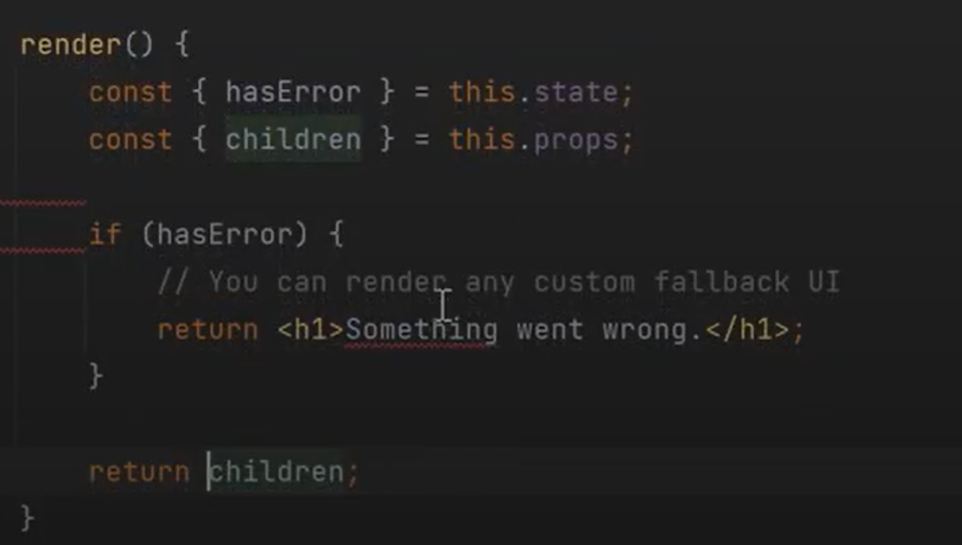 render() {
const { hasError } = this.state;
const { children } = this.props;
if (hasError) {
// You can render any custom fallback UI
return <h1>Something went wrong.</h1>;
}
return children;
}